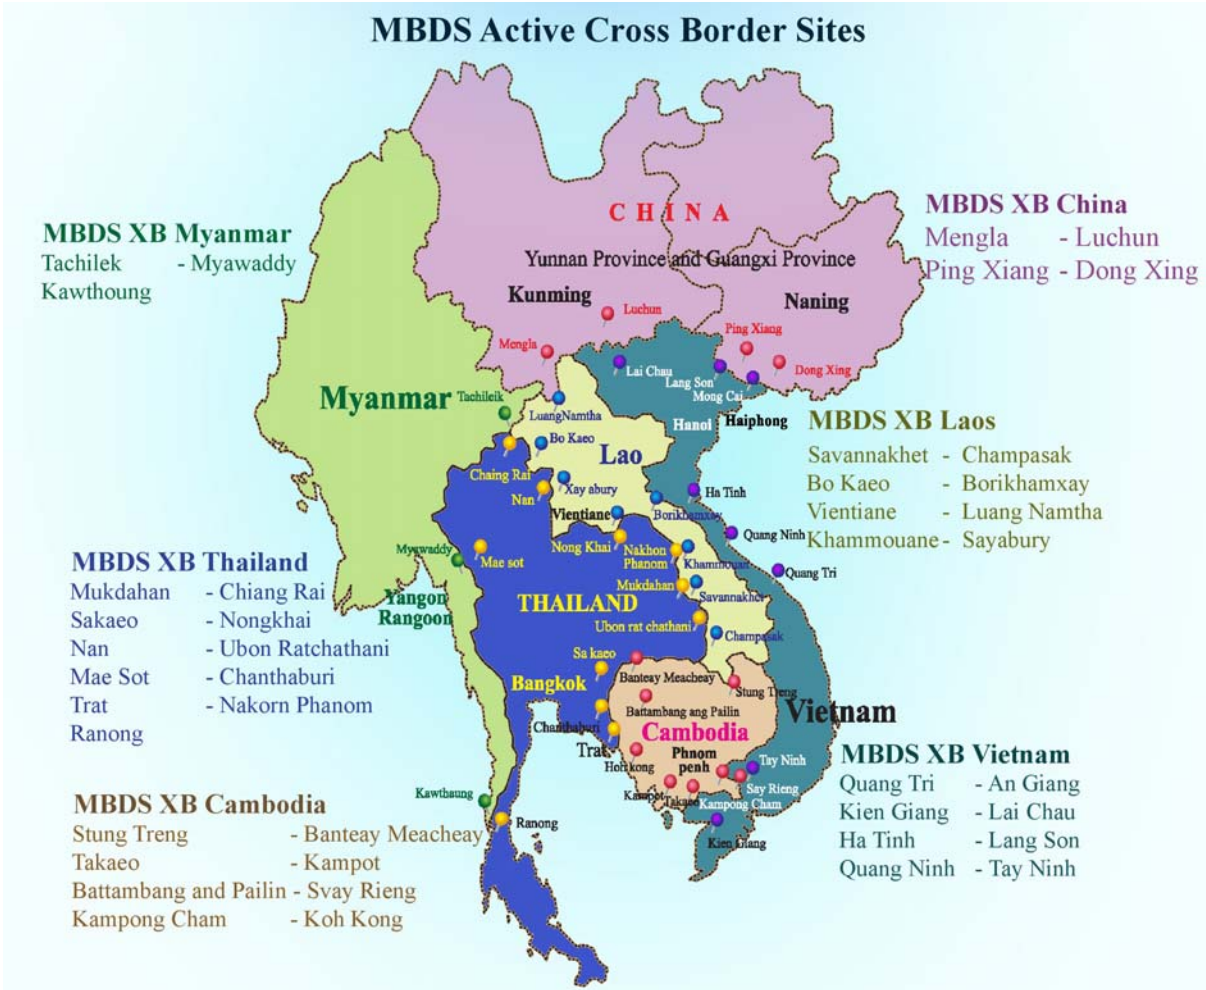 MBDS Active Cross Border Sites
MBDS XB Myanmar
Tachilek - Myawaddy
Kawthoung
MBDS XB China
Mengla - Luchun
Ping Xiang - Dong Xing
CHINA
Yunnan Province and Guangxi Province
Kunming
Naning
Luchun
Ping Xiang
Mengla
Dong Xing
Lai Chau
Lang Son
Mong Cai
Myanmar
Tachileik
LuangNamtha
Hanoi
Haiphong
Bo Kaeo
Lao
Chaing Rai
Xay abury
Nan
Ha Tinh
Vientiane
Borikhamxay
Quang Ninh
Nong Khai
Nakhon
Phanom
Khammouan
Quang Tri
Myawaddy
Mae sot
Mukdahan
Savannakhet
Yangon
Rangoon
THAILAND
Ubon rat chathani
Champasak
Sa kaeo
Bangkok
Banteay Meacheay
Stung Treng
Battambang ang Pailin
Vietnam
Chanthaburi
Cambodia
Trat
Phnom
penh
Hoh kong
Tay Ninh
Say Rieng
Kampot
Takaeo
Kampong Cham
Kawthaung
Ranong
Kien Giang
MBDS XB Laos
Savannakhet - Champasak
Bo Kaeo - Borikhamxay
Vientiane - Luang Namtha
Khammouane - Sayabury
MBDS XB Thailand
Mukdahan - Chiang Rai
Sakaeo - Nongkhai
Nan - Ubon Ratchathani
Mae Sot - Chanthaburi
Trat - Nakorn Phanom
Ranong
MBDS XB Vietnam
Quang Tri - An Giang
Kien Giang - Lai Chau
Ha Tinh - Lang Son
Quang Ninh - Tay Ninh
MBDS XB Cambodia
Stung Treng - Banteay Meacheay
Takaeo - Kampot
Battambang and Pailin - Svay Rieng
Kampong Cham - Koh Kong